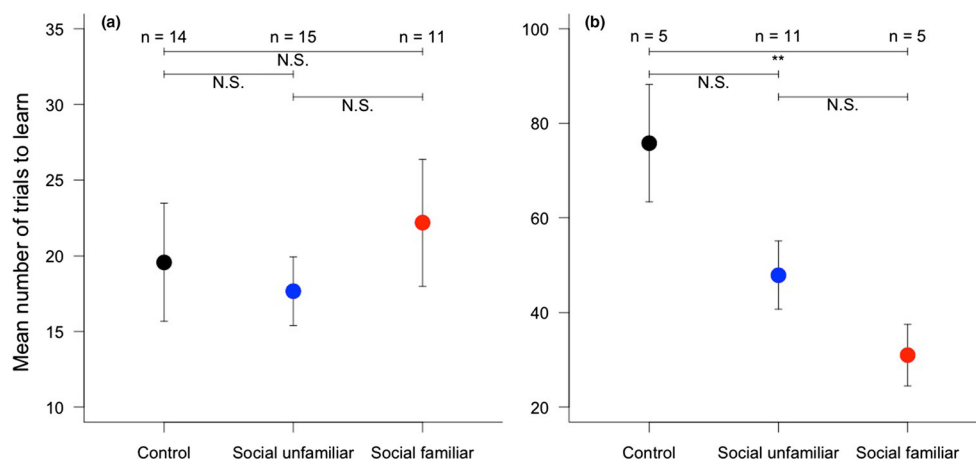 Mean number of trials to learn
(a)
35
30
25
20
15
10
n = 14
n = 15
n = 11
N.S.
N.S.
N.S.
Control
Social unfamiliar
Social familiar
(b)
100
80
60
40
20
n = 5
n = 11
n = 5
**
N.S.
N.S.
Control
Social unfamiliar
Social familiar